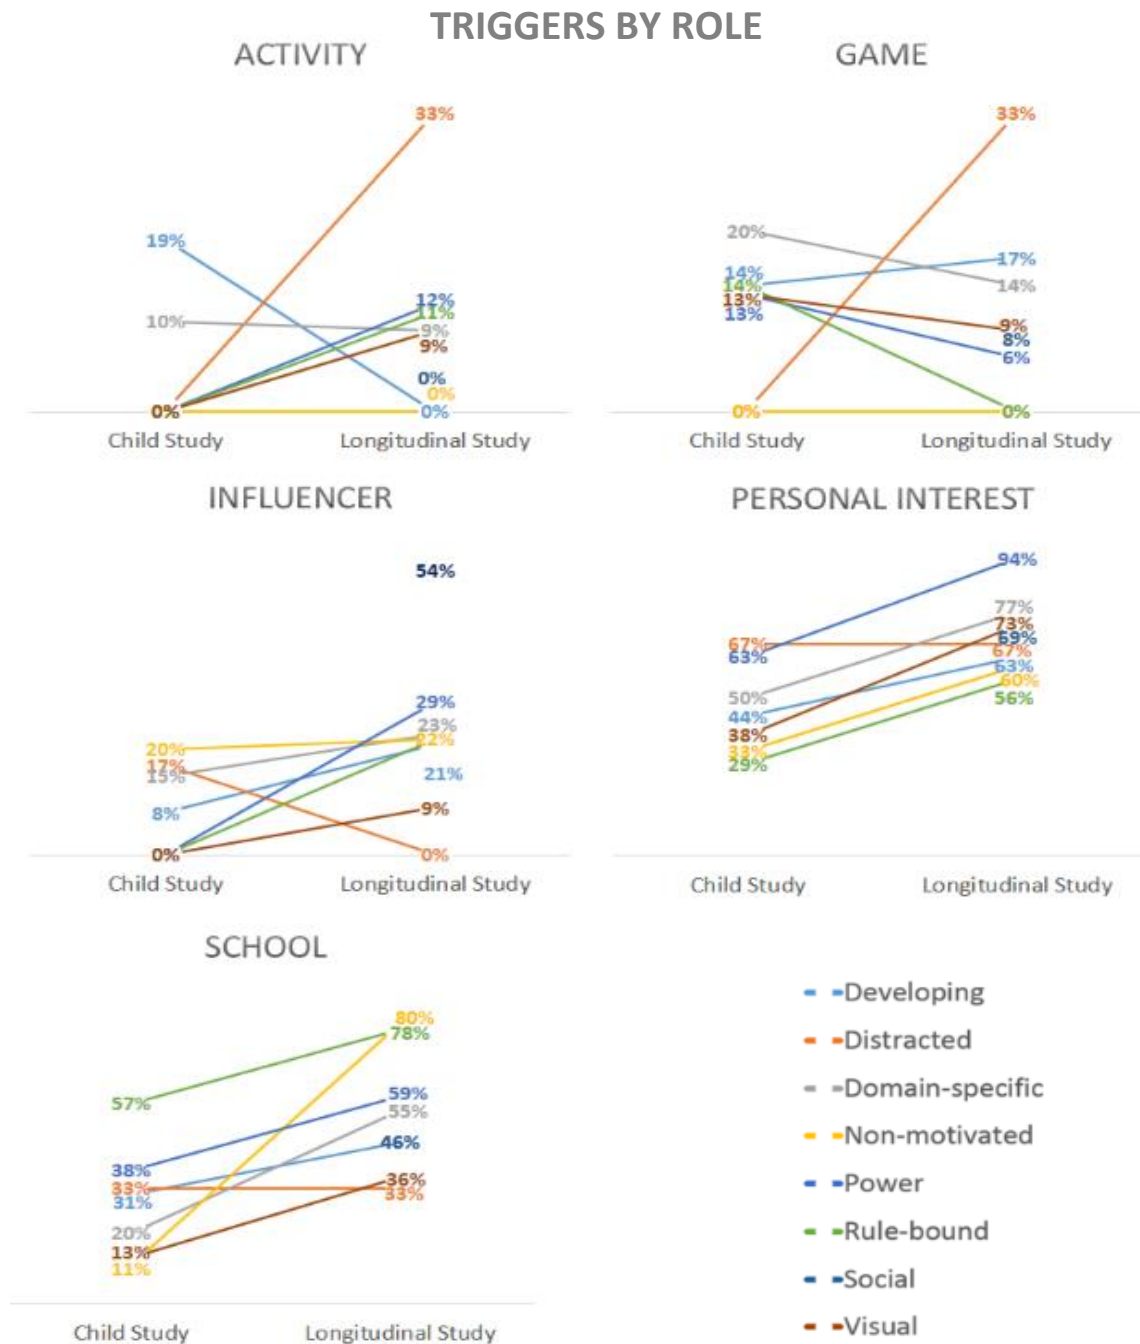 TRIGGERS BY ROLE
ACTIVITY
33%
19%
12%
11%
10%
9%
9%
0%
0%
0%
0%
Child Study
Longitudinal Study
GAME
33%
20%
17%
14%
14%
14%
13%
13%
9%
8%
6%
0%
0%
Child Study
Longitudinal Study
INFLUENCER
54%
29%
23%
20%
22%
17%
15%
21%
8%
9%
0%
0%
Child Study
Longitudinal Study
PERSONAL INTEREST
94%
77%
73%
67%
69%
63%
67%
63%
50%
60%
44%
56%
38%
33%
29%
Child Study
Longitudinal Study
SCHOOL
80%
78%
57%
59%
55%
38%
46%
33%
36%
31%
33%
20%
13%
11%
Child Study
Longitudinal Study
Developing
Distracted
Domain-specific
Non-motivated
Power
Rule-bound
Social
Visual